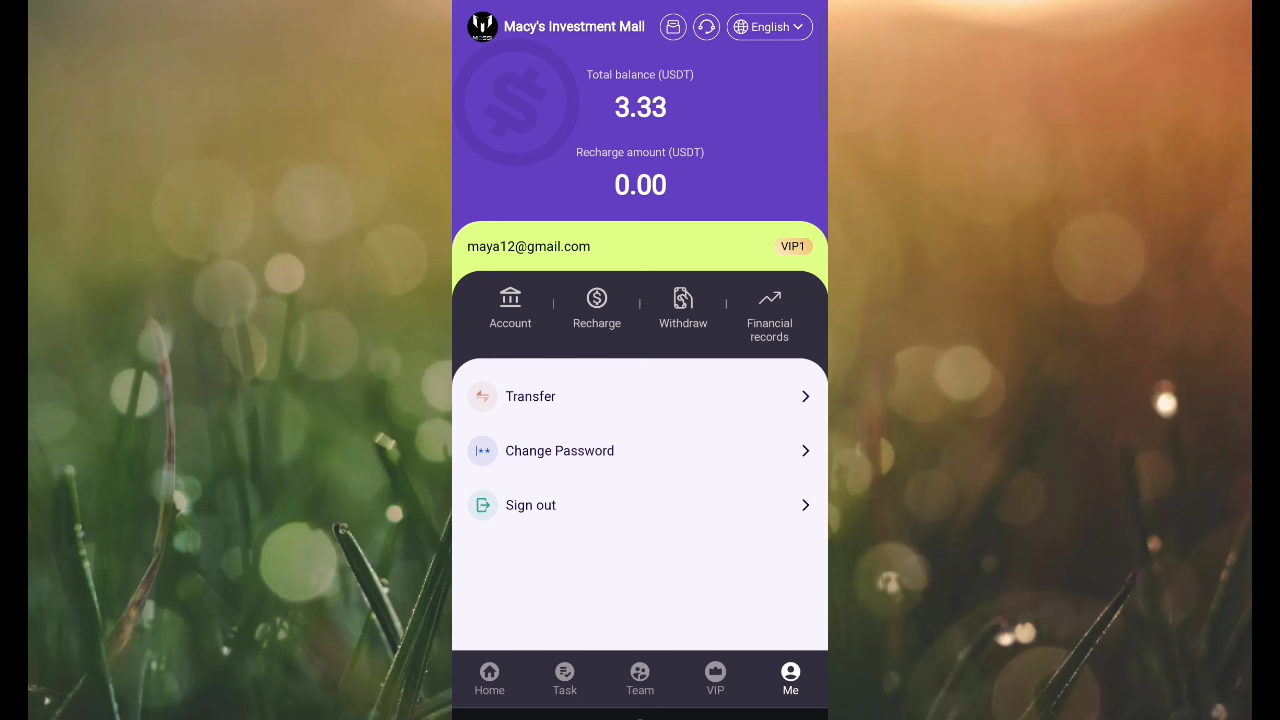 MESSI
Macy's Investment Mall
English
Total balance (USDT)
3.33
Recharge amount (USDT)
0.00
maya12@gmail.com
VIP1
Account
Recharge
Withdraw
Financial
records
Transfer
Change Password
Sign out
Home
Task
Team
VIP
Me